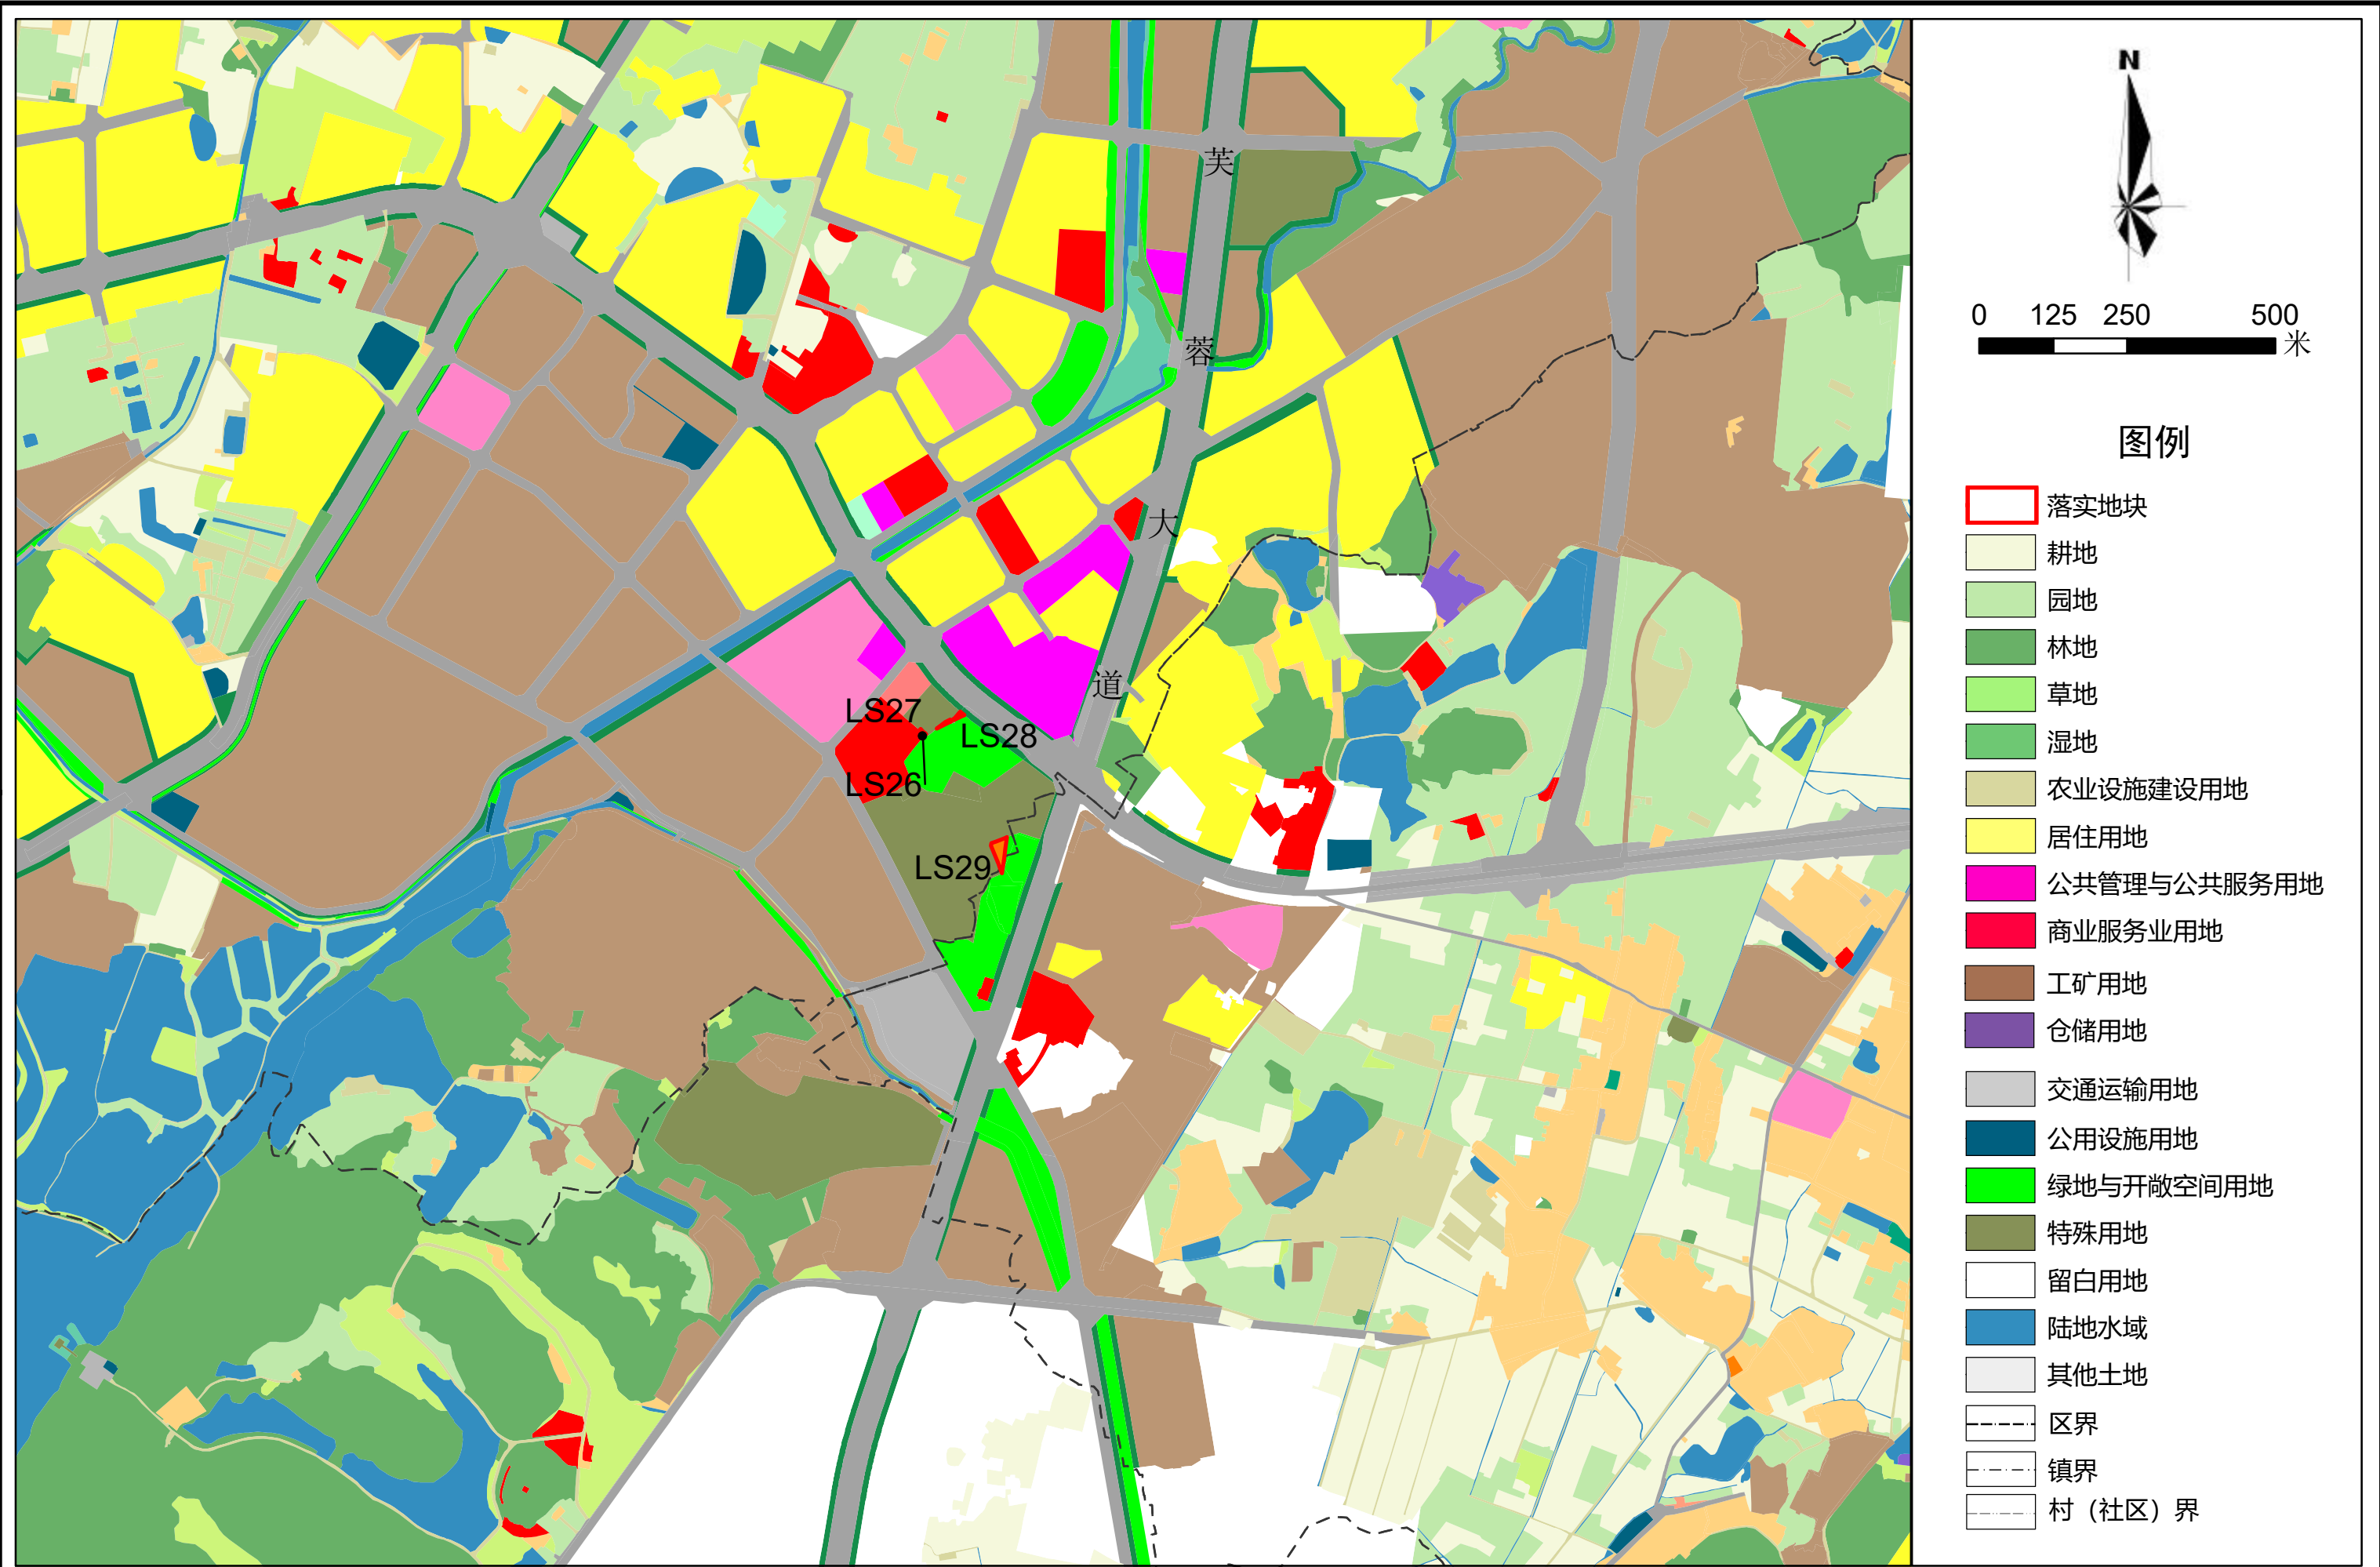 芙
蓉
大
道
LS27
LS28
LS26
LS29
N
0 125 250 500
米
图例
落实地块
耕地
园地
林地
草地
湿地
农业设施建设用地
居住用地
公共管理与公共服务用地
商业服务业用地
工矿用地
仓储用地
交通运输用地
公用设施用地
绿地与开敞空间用地
特殊用地
留白用地
陆地水域
其他土地
区界
镇界
村（社区）界